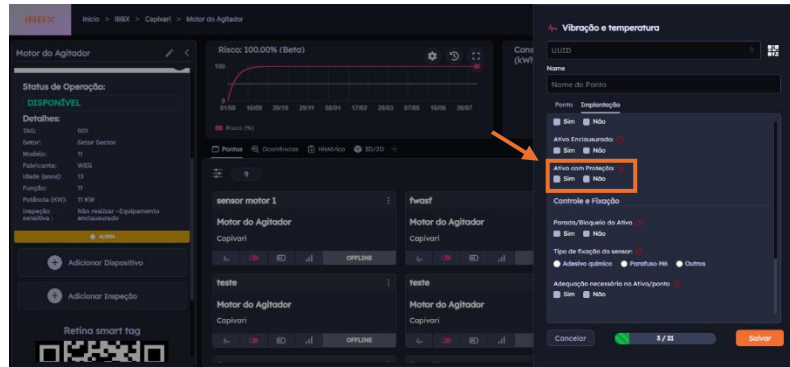 IBBX
Início > IBBX > Capivari > Motor do Agitador
Motor do Agitador
Status de Operação:
DISPONÍVEL
Detalhes:
TAG: 001
Setor: Setor Sector
Modelo: 11
Fabricante: WEG
Idade (anos): 13
Função: 11
Potência (KW): 11 KW
Inspeção sensitiva : Não realizar -Equipamento enclausurado
Adicionar Dispositivo
Adicionar Inspeção
Retina smart tag
Risco: 100.00% (Beta)
100
0
Risco (%)
Cons
(kWh
Pontos Ocorrências Histórico 3D/2D +
9
sensor motor 1
Motor do Agitador
Capivari
OFFLINE
fwasf
Motor do Agitador
Capivari
teste
Motor do Agitador
Capivari
OFFLINE
teste
Motor do Agitador
Capivari
Vibração e temperatura
UUID
Name
Nome do Ponto
Ponto Implantação
Sim Não
Ativo Enclausurado:
Sim Não
Ativo com Proteção:
Sim Não
Controle e Fixação
Parada/Bloqueio do Ativo
Sim Não
Tipo de fixação do sensor:
Adesivo químico Parafuso M6 Outros
Adequação necessária no Ativo/ponto
Sim Não
Cancelar
5 / 21
Salvar